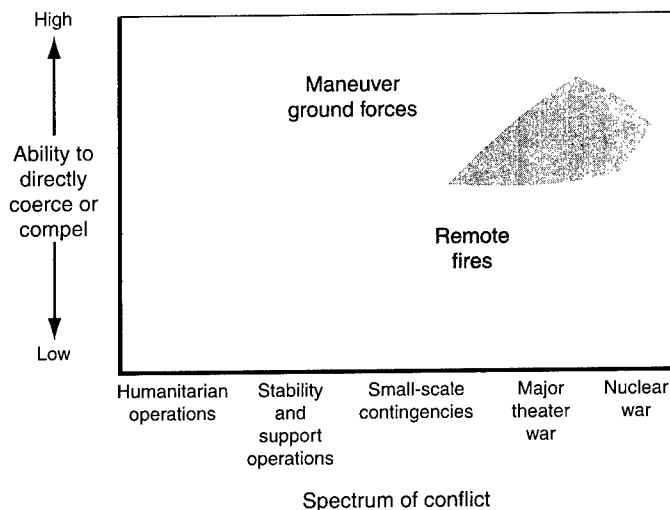 High
Ability to
directly
coerce or
compel
Low
Maneuver
ground forces
Remote
fires
Humanitarian
operations
Stability
and
support
operations
Small-scale
contingencies
Major
theater
war
Nuclear
war
Spectrum of conflict